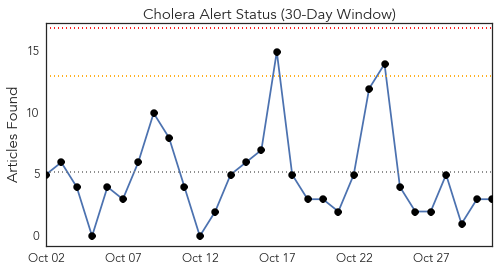 Cholera Alert Status (30-Day Window)
Articles Found
15
10
5
0
Oct 02 Oct 07 Oct 12 Oct 17 Oct 22 Oct 27